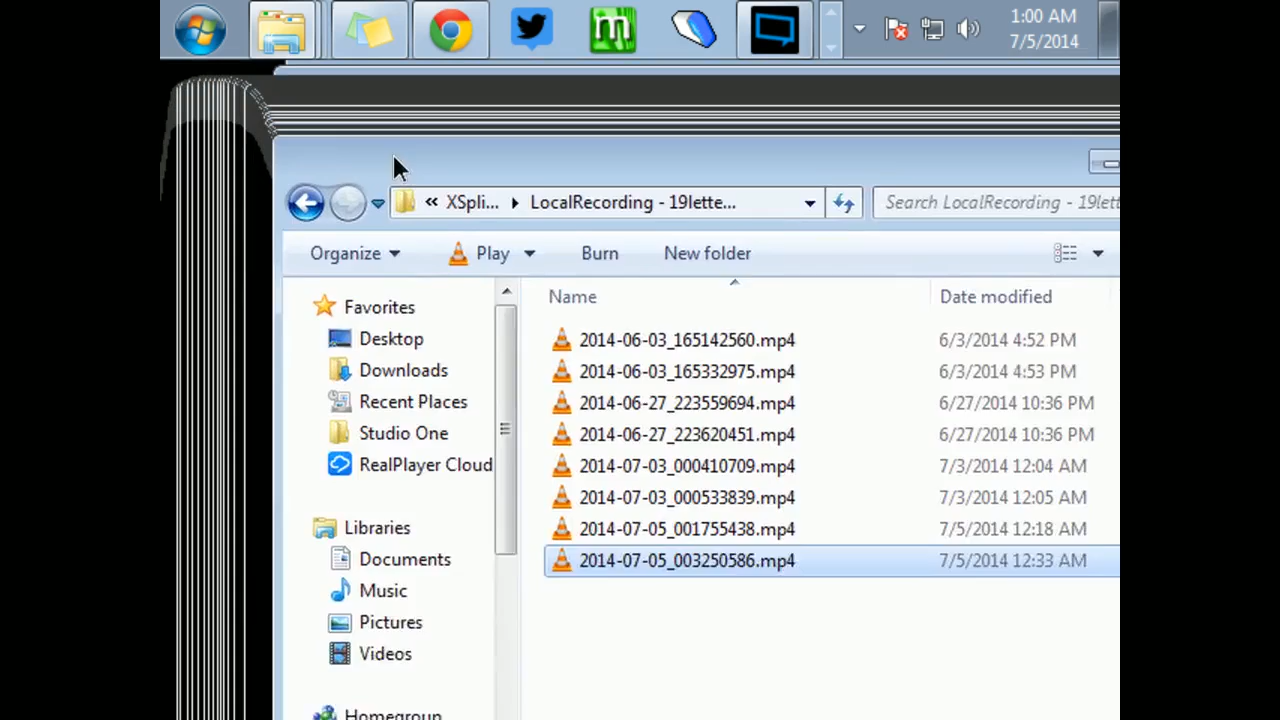 1:00 AM
7/5/2014
« XSpli... LocalRecording - 19lette...
Search LocalRecording - 19lett
Organize Play Burn New folder
Name Date modified
Favorites
Desktop
Downloads
Recent Places
Studio One
RealPlayer Cloud
Libraries
Documents
Music
Pictures
Videos
Homegroup
2014-06-03_165142560.mp4 6/3/2014 4:52 PM
2014-06-03_165332975.mp4 6/3/2014 4:53 PM
2014-06-27_223559694.mp4 6/27/2014 10:36 PM
2014-06-27_223620451.mp4 6/27/2014 10:36 PM
2014-07-03_000410709.mp4 7/3/2014 12:04 AM
2014-07-03_000533839.mp4 7/3/2014 12:05 AM
2014-07-05_001755438.mp4 7/5/2014 12:18 AM
2014-07-05_003250586.mp4 7/5/2014 12:33 AM